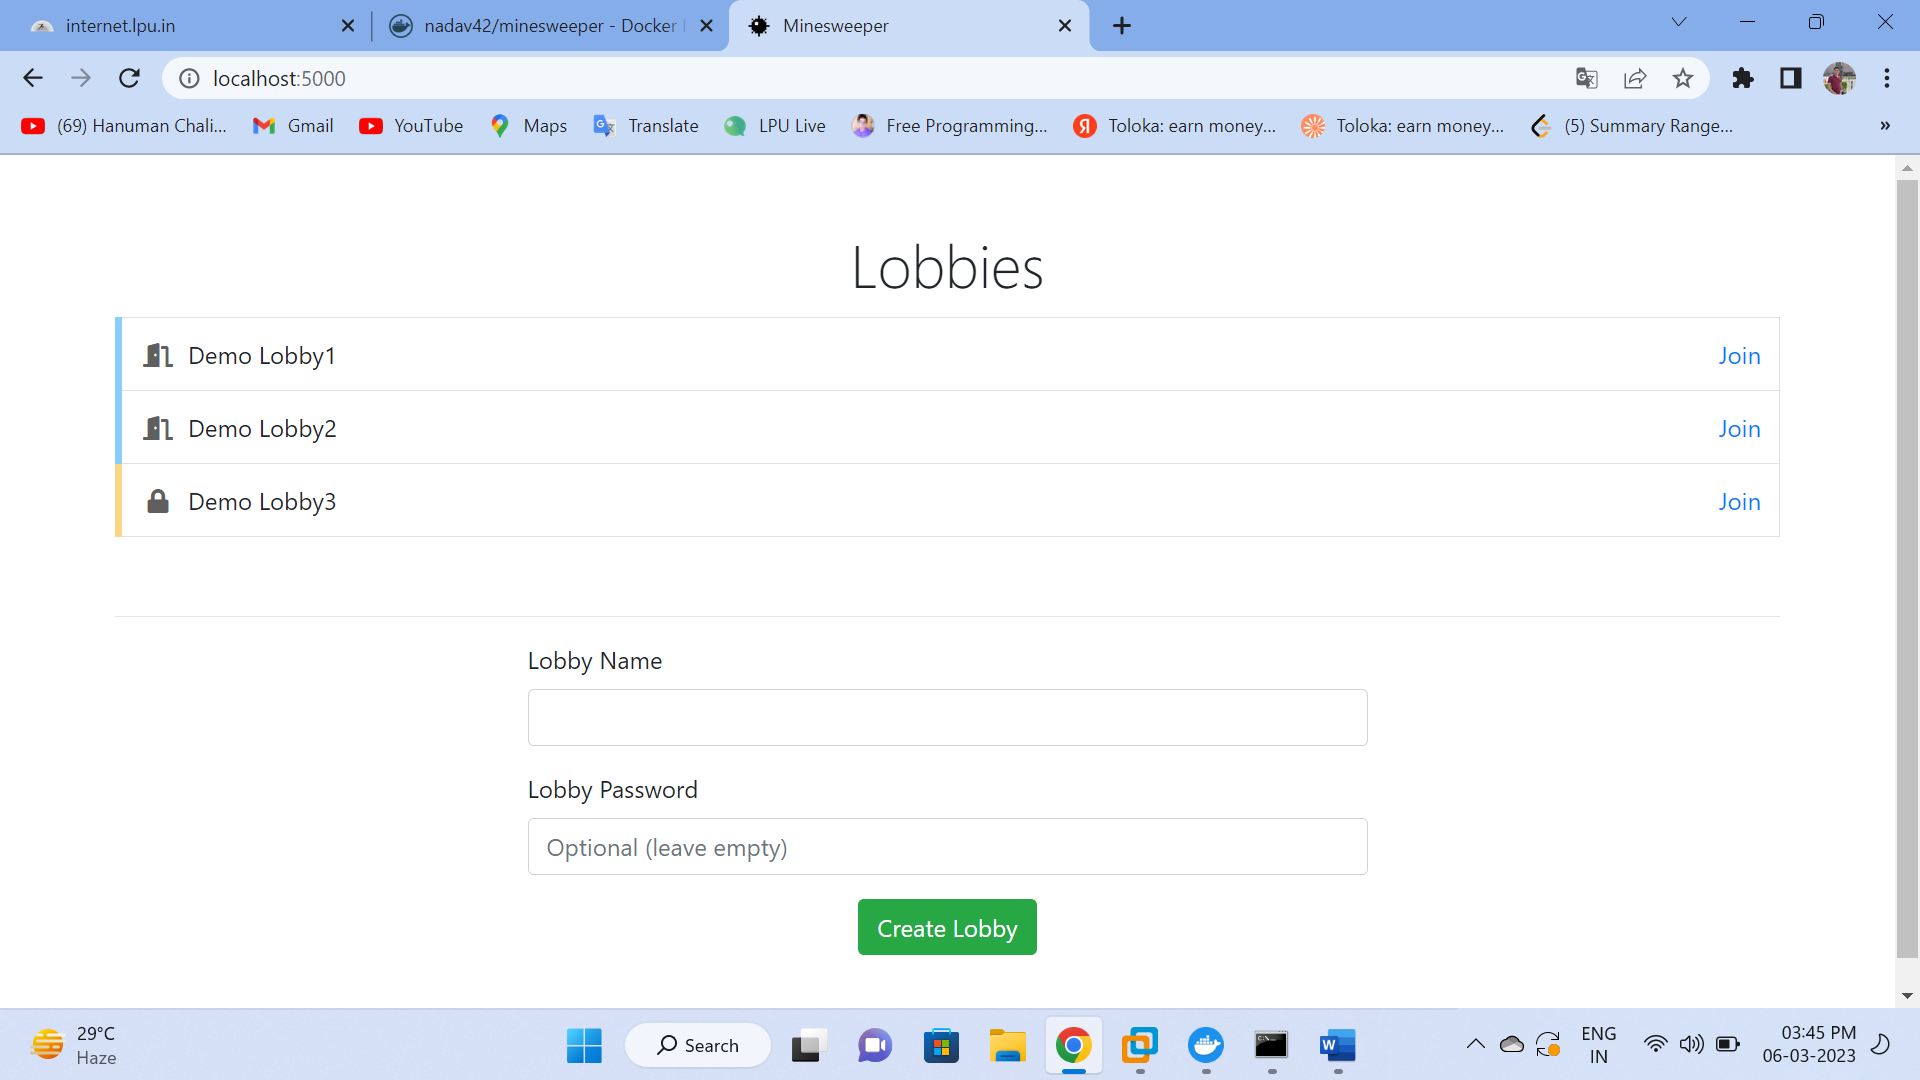 internet.lpu.in
nadav42/minesweeper - Docker
Minesweeper
localhost:5000
(69) Hanuman Chali...
Gmail
YouTube
Maps
Translate
LPU Live
Free Programming...
Toloka: earn money...
Toloka: earn money...
(5) Summary Range...
»
Lobbies
Demo Lobby1 Join
Demo Lobby2 Join
Demo Lobby3 Join
Lobby Name
Lobby Password
Optional (leave empty)
Create Lobby
29°C
Haze
Search
ENG
IN
03:45 PM
06-03-2023